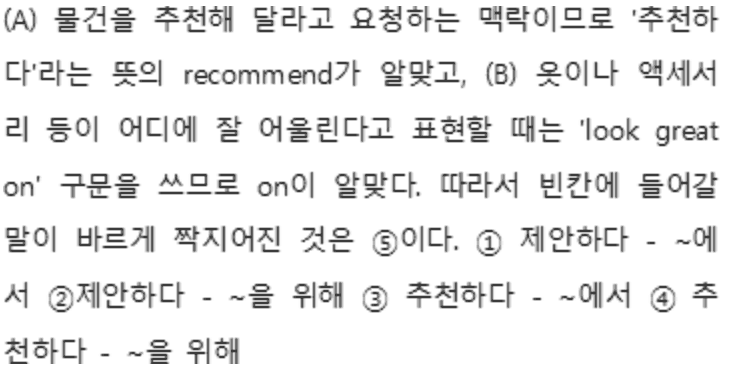 (A) 물건을 추천해 달라고 요청하는 맥락이므로 '추천하
다'라는 뜻의 recommend가 알맞고, (B) 옷이나 액세서
리 등이 어디에 잘 어울린다고 표현할 때는 'look great
on' 구문을 쓰므로 on이 알맞다. 따라서 빈칸에 들어갈
말이 바르게 짝지어진 것은 ⑤이다. ① 제안하다 - ~에
서 ②제안하다 - ~을 위해 ③ 추천하다 - ~에서 ④ 추
천하다 - ~을 위해